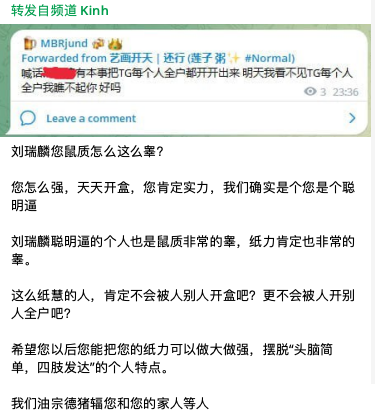 转发自频道 Kinh
MBRjund
Forwarded from 艺画开天 | 还行 (莲子粥 #Normal)
喊话 有本事把TG每个人全户都开开出来 明天我看不见TG每个人
全户我瞧不起你 好吗
3 23:36
Leave a comment
刘瑞麟您鼠质怎么这么睾?
您怎么强，天天开盒，您肯定实力，我们确实是个您是个聪
明逼
刘瑞麟聪明逼的个人也是鼠质非常的睾，纸力肯定也非常的
睾。
这么纸慧的人，肯定不会被人别人开盒吧？更不会被人开别
人全户吧?
希望您以后您能把您的纸力可以做大做强，摆脱“头脑简
单，四肢发达”的个人特点。
我们油宗德猪辐您和您的家人等人